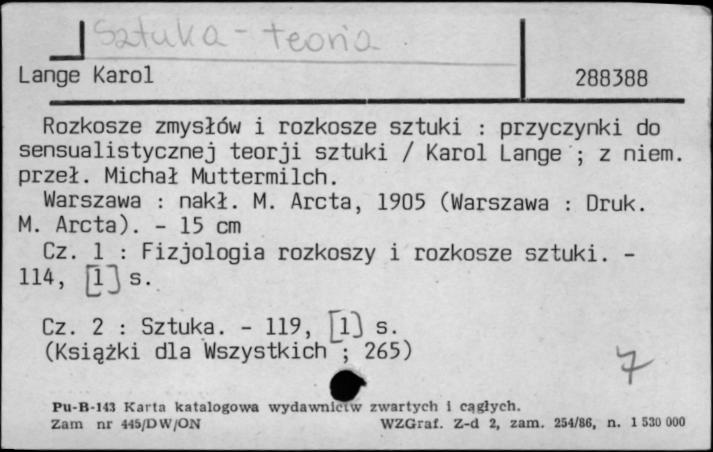 Sztuka - teoria
Lange Karol 288388
Rozkosze zmysłów i rozkosze sztuki : przyczynki do
sensualistycznej teorji sztuki / Karol Lange ; z niem.
przeł. Michał Muttermilch.
Warszawa : nakł. M. Arcta, 1905 (Warszawa : Druk.
M. Arcta). - 15 cm
Cz. 1 : Fizjologia rozkoszy i rozkosze sztuki. -
114, [1] s.
Cz. 2 : Sztuka. - 119, [1] s.
(Książki dla Wszystkich ; 265)
7
Pu-B-143 Karta katalogowa wydawnictw zwartych i cągłych.
Zam nr 445/DW/ON WZGraf. Z-d 2, zam. 254/86, n. 1 530 000